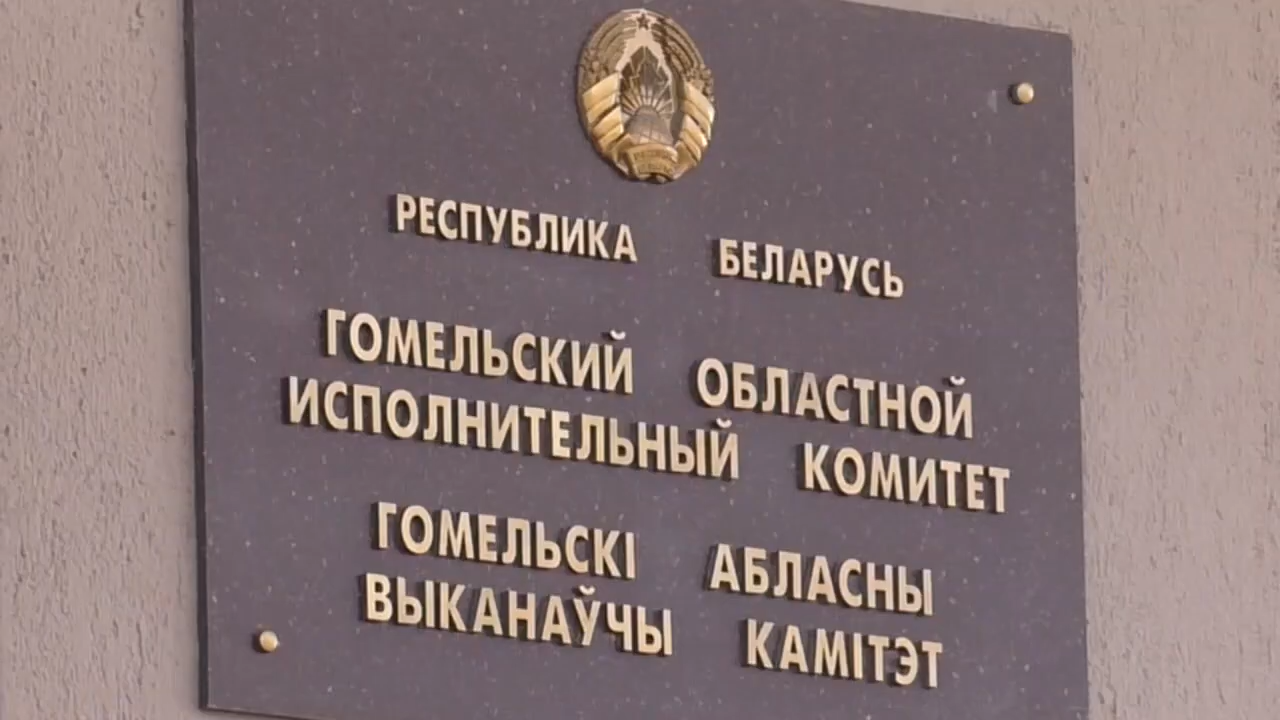 РЕСПУБЛИКА БЕЛАРУСЬ
ГОМЕЛЬСКИЙ ОБЛАСТНОЙ
ИСПОЛНИТЕЛЬНЫЙ КОМИТЕТ
ГОМЕЛЬСКІ АБЛАСНЫ
ВЫКАНАЎЧЫ КАМІТЭТ